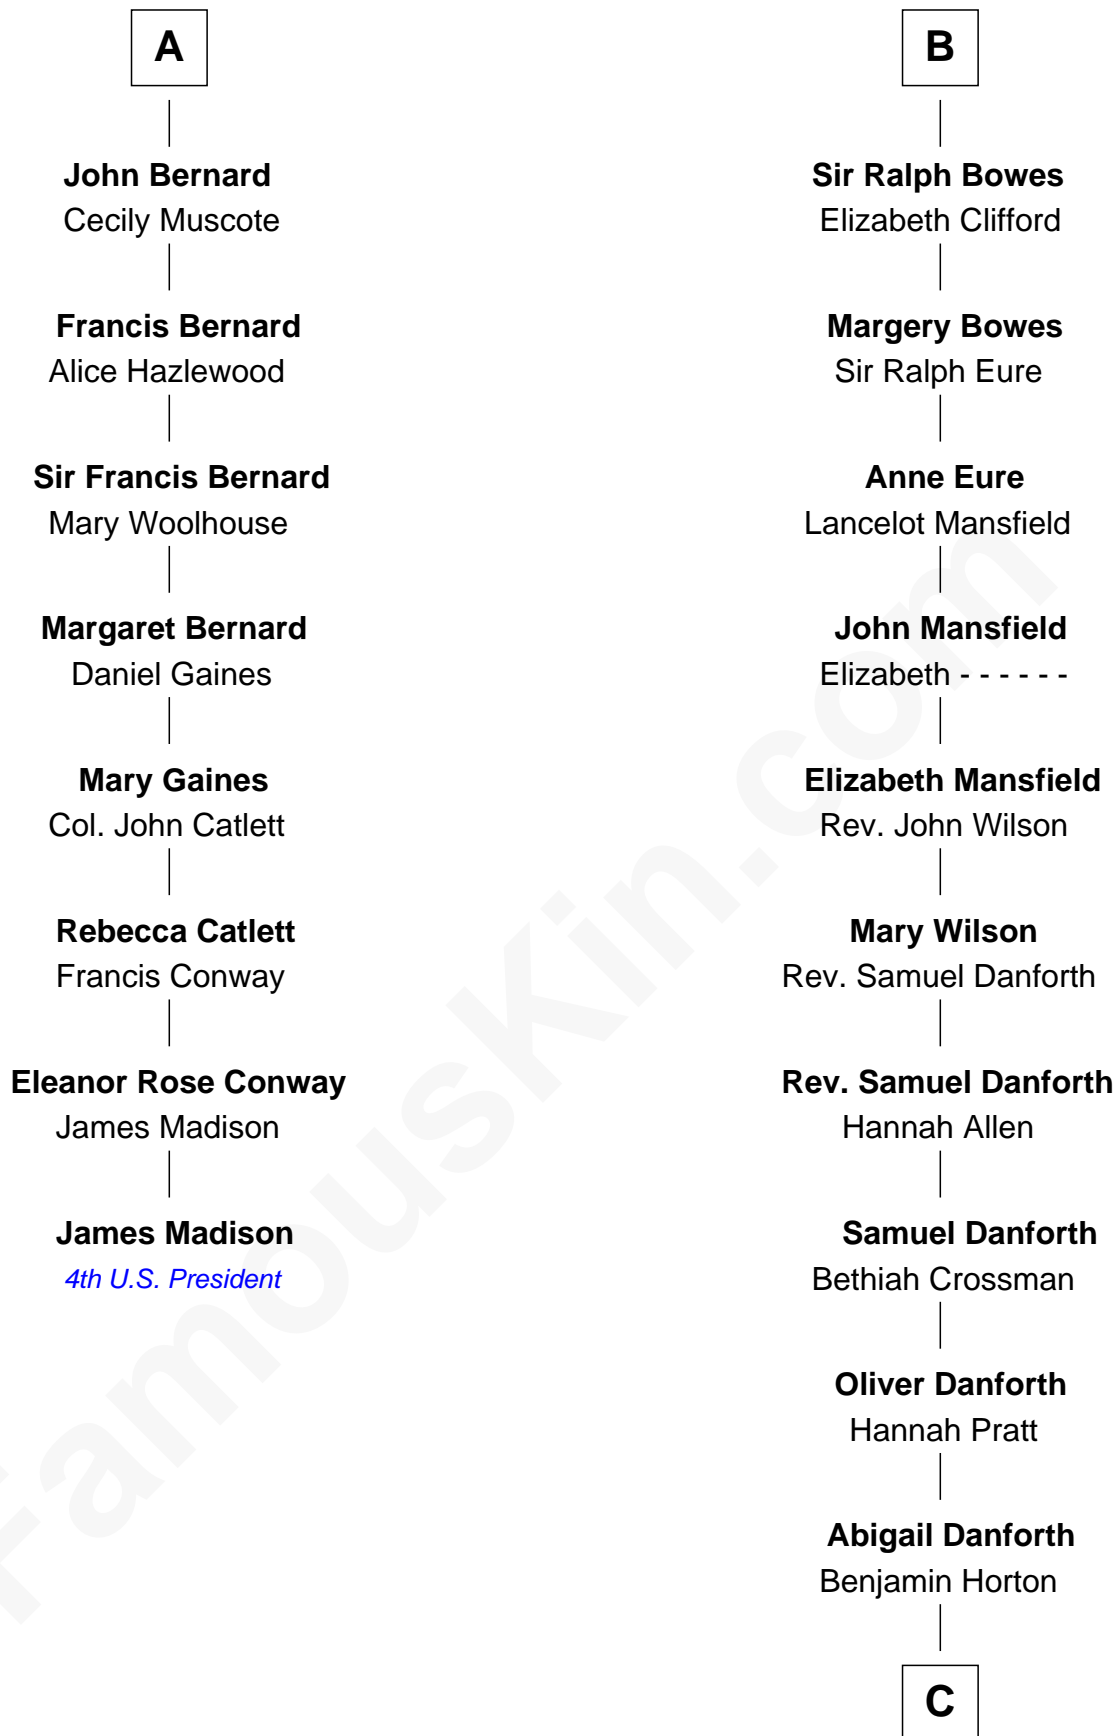 A
John Bernard
Cecily Muscote
Francis Bernard
Alice Hazlewood
Sir Francis Bernard
Mary Woolhouse
Margaret Bernard
Daniel Gaines
Mary Gaines
Col. John Catlett
Rebecca Catlett
Francis Conway
Eleanor Rose Conway
James Madison
James Madison
4th U.S. President
B
Sir Ralph Bowes
Elizabeth Clifford
Margery Bowes
Sir Ralph Eure
Anne Eure
Lancelot Mansfield
John Mansfield
Elizabeth - - - - - -
Elizabeth Mansfield
Rev. John Wilson
Mary Wilson
Rev. Samuel Danforth
Rev. Samuel Danforth
Hannah Allen
Samuel Danforth
Bethiah Crossman
Oliver Danforth
Hannah Pratt
Abigail Danforth
Benjamin Horton
C
FamousKin.com